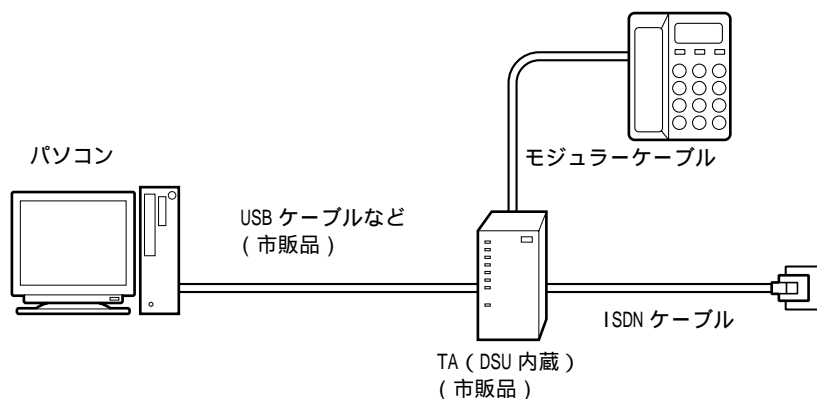 パソコン
モジュラーケーブル
USB ケーブルなど
(市販品)
ISDN ケーブル
TA(DSU 内蔵)
(市販品)